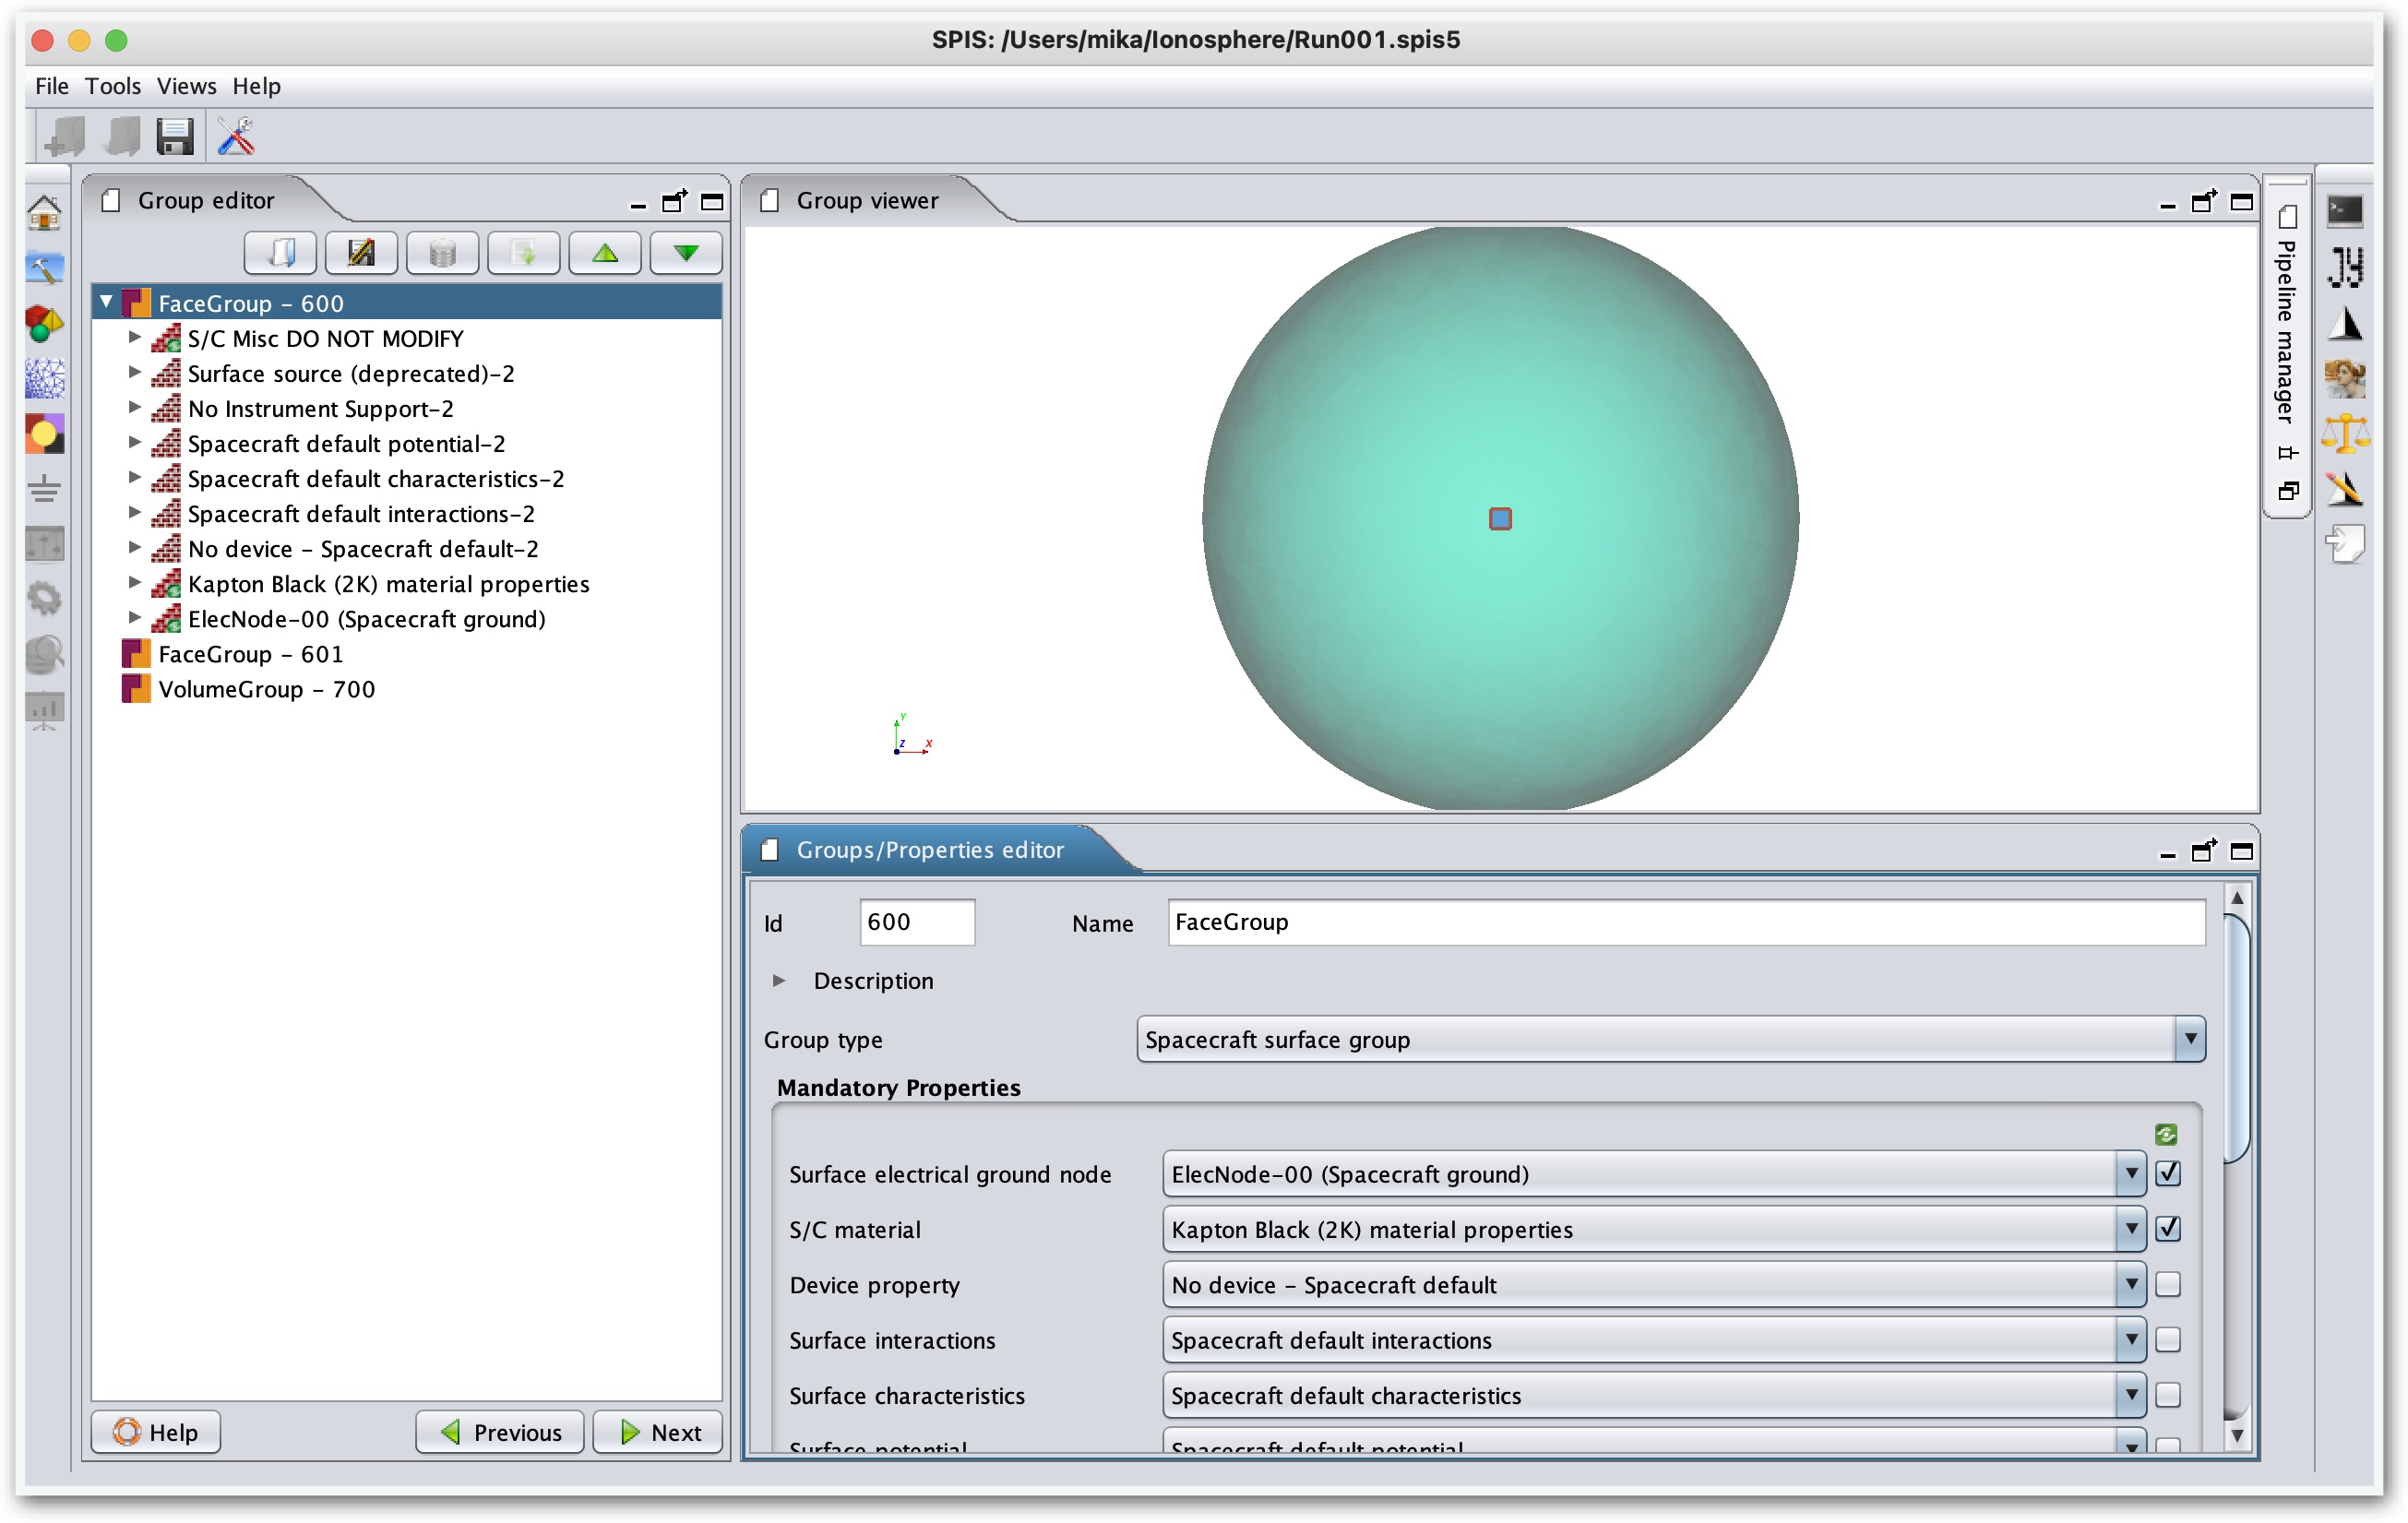 SPIS: /Users/mika/Ionosphere/Run001.spis5
File Tools Views Help
Group editor
FaceGroup – 600
S/C Misc DO NOT MODIFY
Surface source (deprecated)–2
No Instrument Support–2
Spacecraft default potential–2
Spacecraft default characteristics–2
Spacecraft default interactions–2
No device – Spacecraft default–2
Kapton Black (2K) material properties
ElecNode–00 (Spacecraft ground)
FaceGroup – 601
VolumeGroup – 700
Help
Previous
Next
Group viewer
Y
Z X
Groups/Properties editor
Id 600 Name FaceGroup
Description
Group type Spacecraft surface group
Mandatory Properties
Surface electrical ground node ElecNode–00 (Spacecraft ground)
S/C material Kapton Black (2K) material properties
Device property No device – Spacecraft default
Surface interactions Spacecraft default interactions
Surface characteristics Spacecraft default characteristics
Surface potential Spacecraft default potential
Pipeline manager
JY